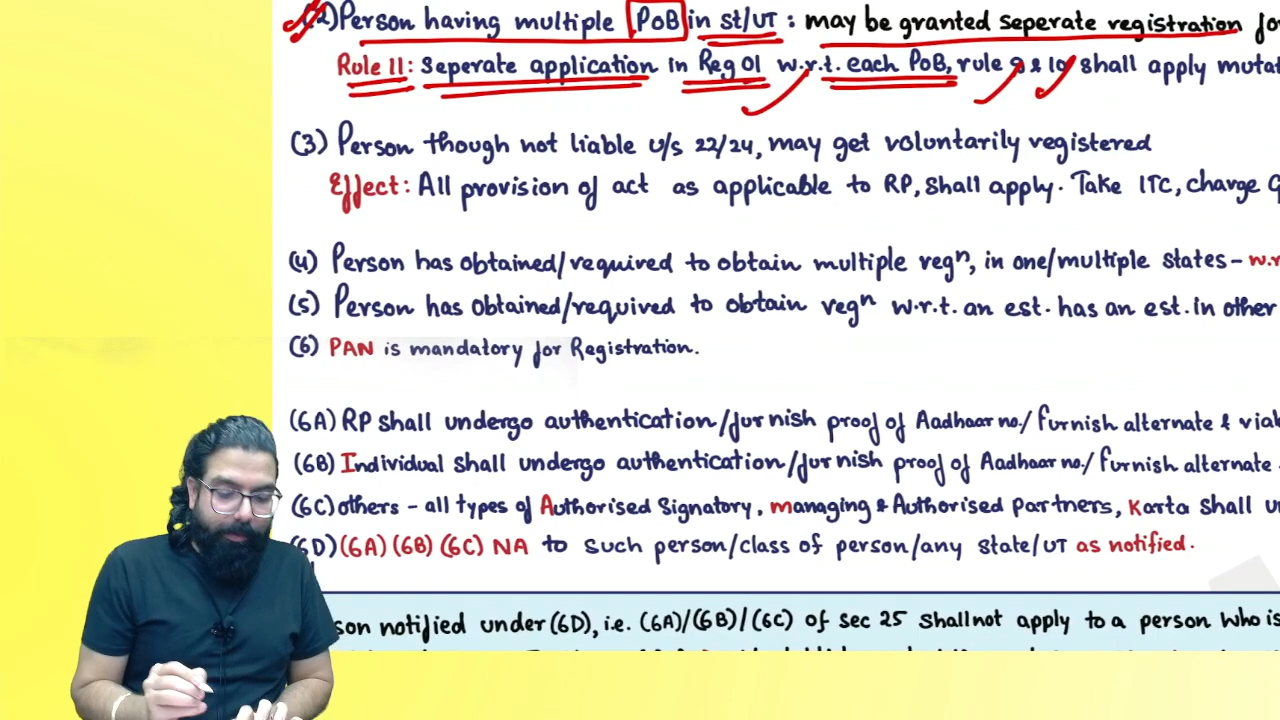 (2) Person having multiple PoB in st/UT : may be granted seperate registration fo
Rule 11: seperate application in Reg 01 w.r.t. each PoB, rule 9 & 10 shall apply muta
(3) Person though not liable u/s 22/24, may get voluntarily registered
Effect: All provision of act as applicable to RP, shall apply. Take ITC, charge G
(4) Person has obtained/required to obtain multiple regⁿ, in one/multiple states - w.r
(5) Person has obtained/required to obtain regⁿ w.r.t. an est. has an est. in other
(6) PAN is mandatory for Registration.
(6A) RP shall undergo authentication/furnish proof of Aadhaar no./ furnish alternate & viab
(6B) Individual shall undergo authentication/furnish proof of Aadhaar no./ furnish alternate
(6C) others - all types of Authorised Signatory, managing & Authorised partners, Karta shall u
(6D) (6A) (6B) (6C) NA to such person/class of person/any state/UT as notified.
son notified under (6D), i.e. (6A)/(6B)/(6C) of sec 25 shall not apply to a person who is